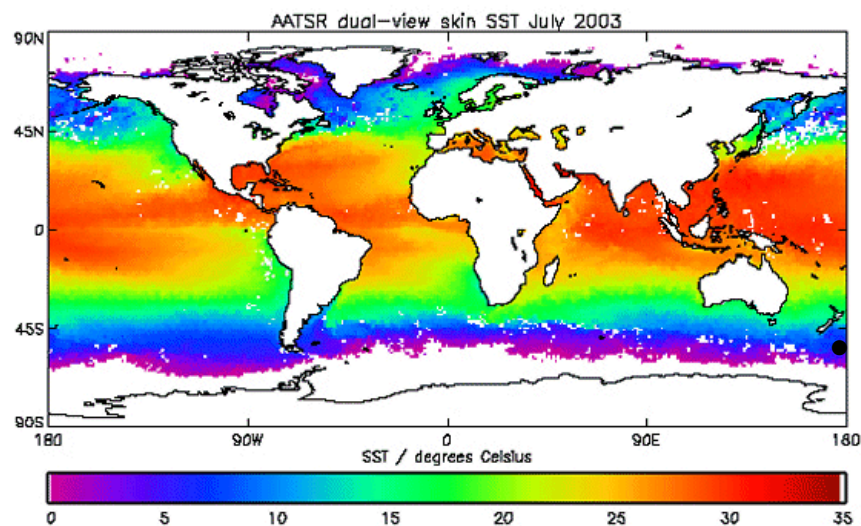 AATSR dual-view skin SST July 2003
90N
45N
0
45S
90S
180 90W 0 90E 180
SST / degrees Celsius
0 5 10 15 20 25 30 35